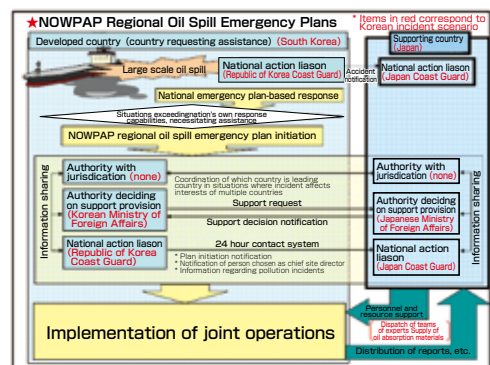 ★NOWPAP Regional Oil Spill Emergency Plans
* Items in red correspond to
Korean incident scenario
Developed country (country requesting assistance) (South Korea)
Supporting country
(Japan)
Large scale oil spill
National action liason
(Republic of Korea Coast Guard)
Accident
notification
National action liason
(Japan Coast Guard)
National emergency plan-based response
Situations exceedingnation's own response
capabilities, necessitating assistance
NOWPAP regional oil spill emergency plan initiation
Information sharing
Authority with
jurisdication (none)
Coordination of which country is leading
country in situations where incident affects
interests of multiple countries
Authority with
jurisdication (none)
Information sharing
Authority deciding
on support provision
(Korean Ministry of
Foreign Affairs)
Support request
Support decision notification
Authority decidng
on support provision
(Japanese Ministry
of Foreign Affairs)
National action liason
(Republic of Korea
Coast Guard)
24 hour contact system
* Plan initiation notification
* Notification of person chosen as chief site director
* Information regarding pollution incidents
National action
liason
(Japan Coast Guard)
Implementation of joint operations
Personnel and
resource support
Dispatch of teams
of experts Supply of
oil absorption materials
Distribution of reports, etc.